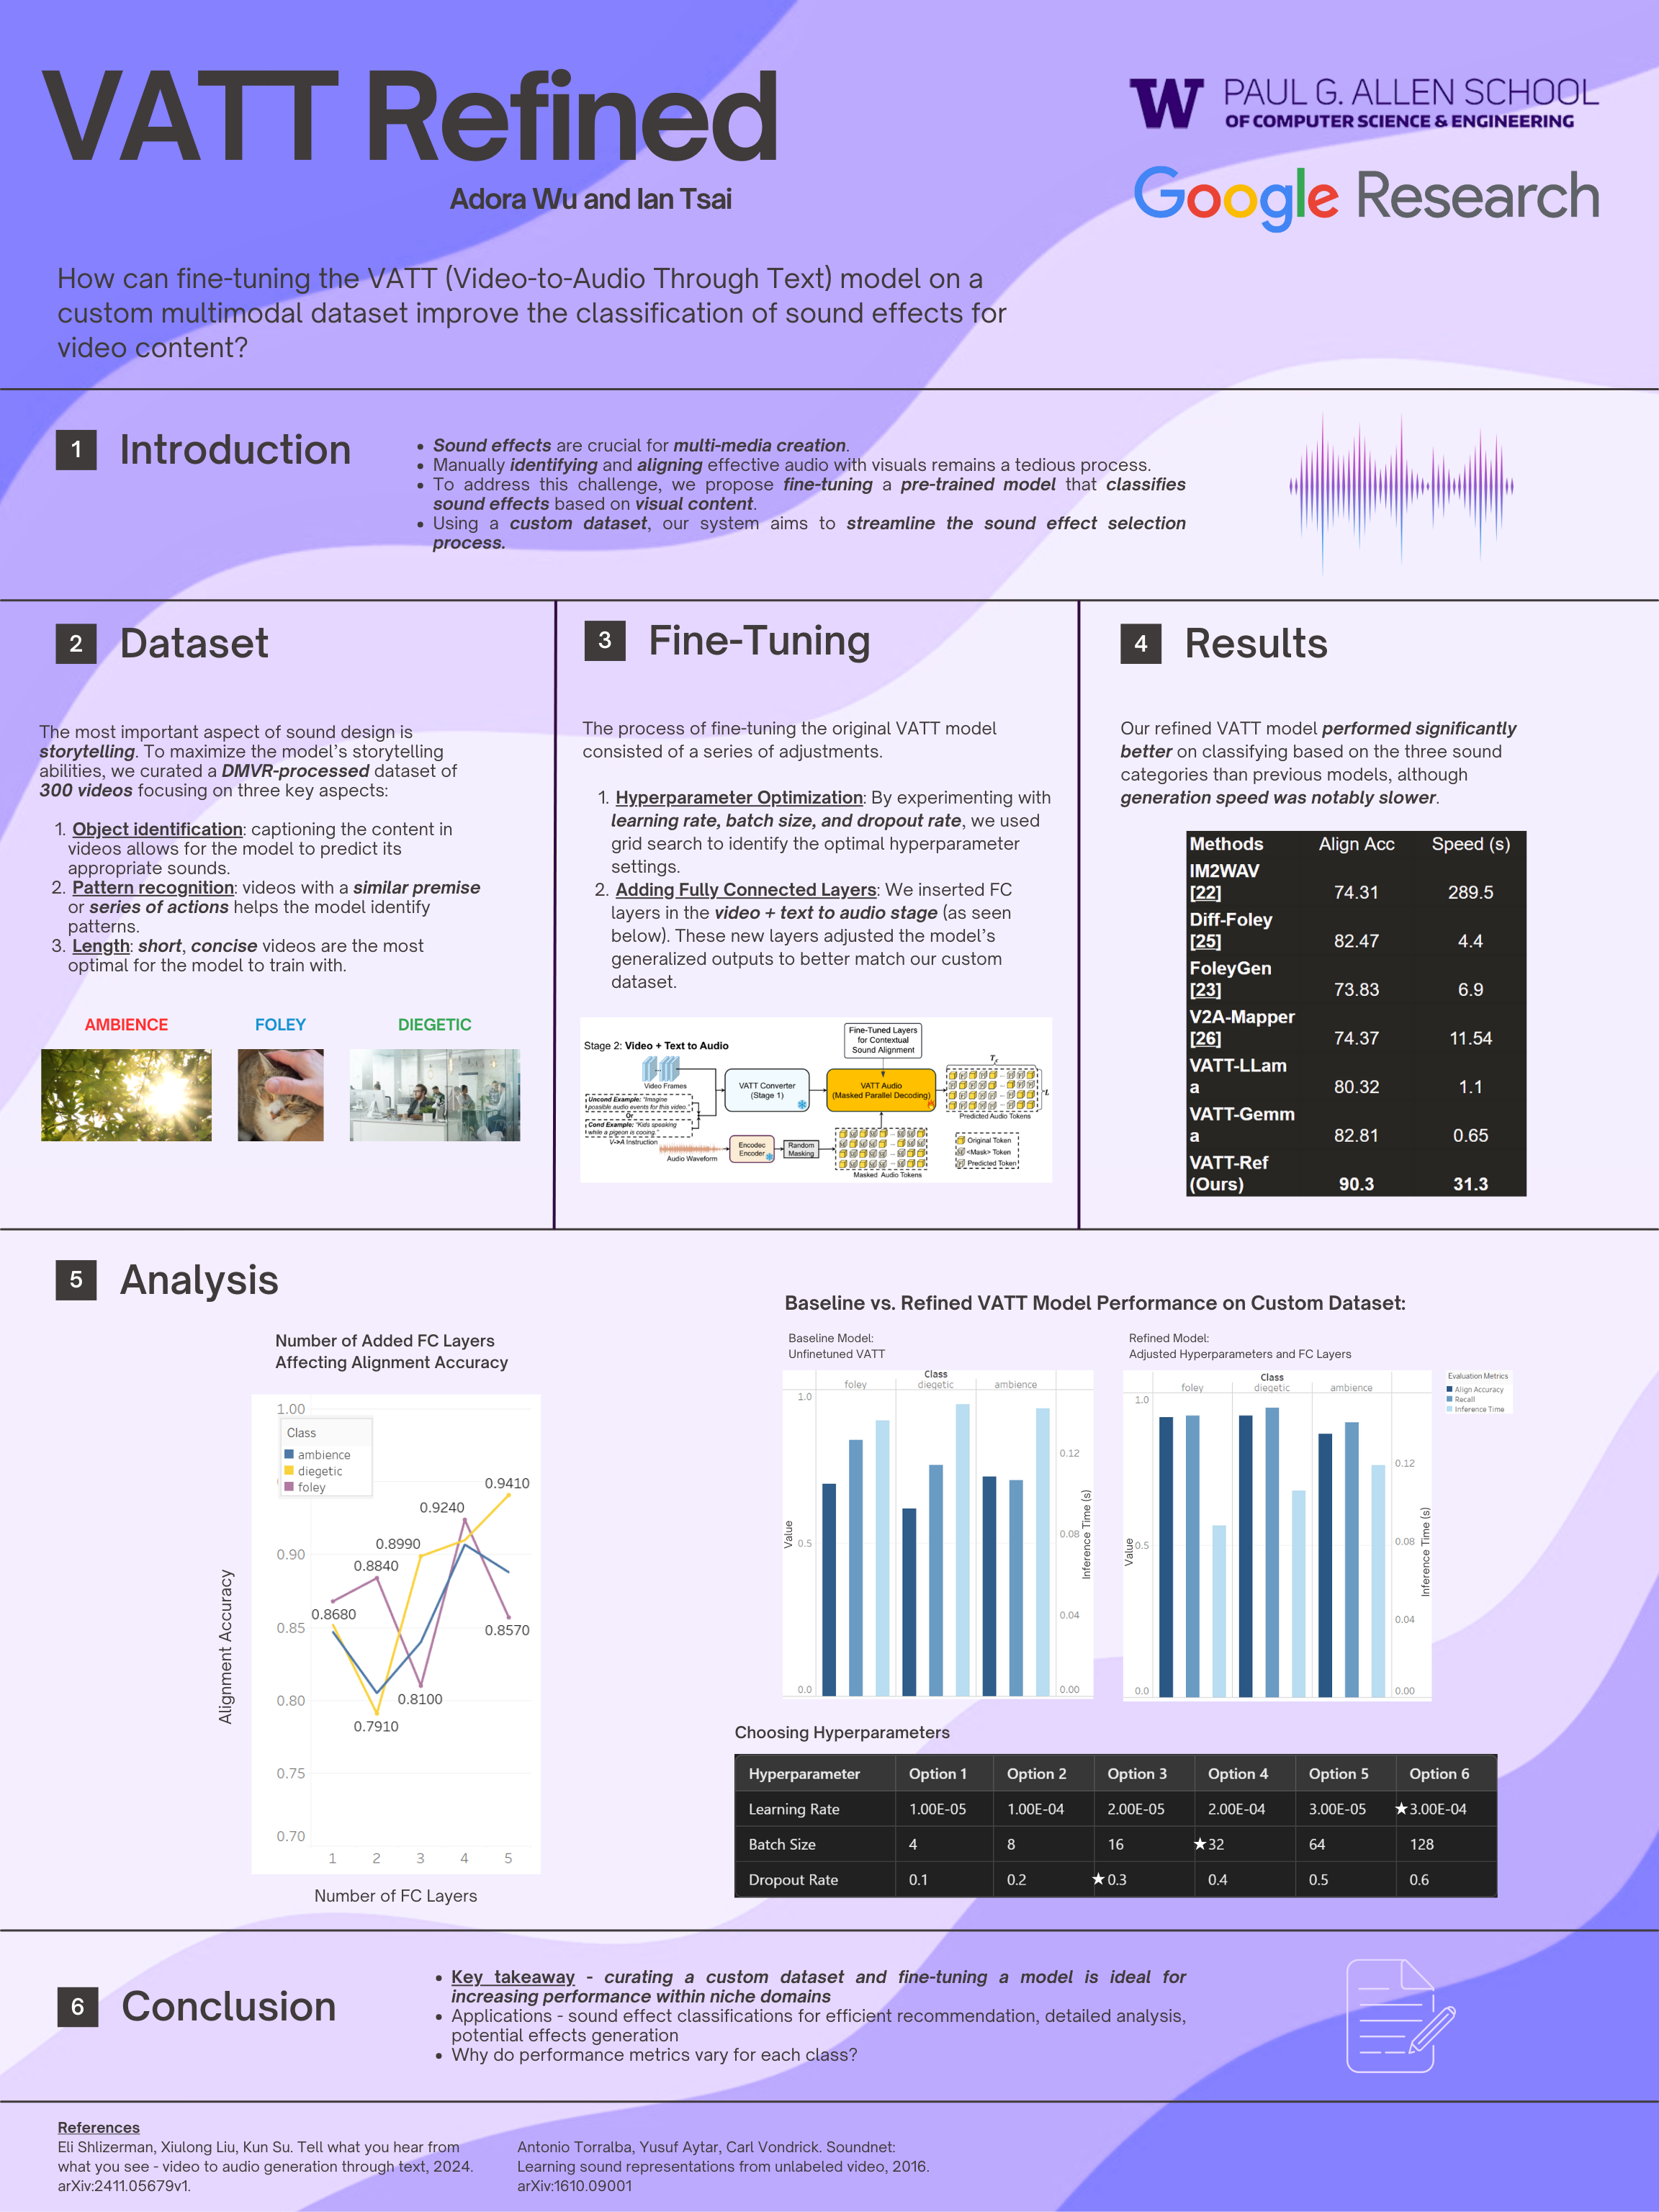 VATT Refined
Adora Wu and Ian Tsai
W PAUL G. ALLEN SCHOOL
OF COMPUTER SCIENCE & ENGINEERING
Google Research
How can fine-tuning the VATT (Video-to-Audio Through Text) model on a
custom multimodal dataset improve the classification of sound effects for
video content?
1 Introduction
• Sound effects are crucial for multi-media creation.
• Manually identifying and aligning effective audio with visuals remains a tedious process.
• To address this challenge, we propose fine-tuning a pre-trained model that classifies
sound effects based on visual content.
• Using a custom dataset, our system aims to streamline the sound effect selection
process.
2 Dataset
The most important aspect of sound design is
storytelling. To maximize the model's storytelling
abilities, we curated a DMVR-processed dataset of
300 videos focusing on three key aspects:
1. Object identification: captioning the content in
videos allows for the model to predict its
appropriate sounds.
2. Pattern recognition: videos with a similar premise
or series of actions helps the model identify
patterns.
3. Length: short, concise videos are the most
optimal for the model to train with.
AMBIENCE FOLEY DIEGETIC
3 Fine-Tuning
The process of fine-tuning the original VATT model
consisted of a series of adjustments.
1. Hyperparameter Optimization: By experimenting with
learning rate, batch size, and dropout rate, we used
grid search to identify the optimal hyperparameter
settings.
2. Adding Fully Connected Layers: We inserted FC
layers in the video + text to audio stage (as seen
below). These new layers adjusted the model's
generalized outputs to better match our custom
dataset.
Stage 2: Video + Text to Audio
Fine-Tuned Layers
for Contextual
Sound Alignment
Video Frames
Uncond Example: "Imagine
possible audio events for this video."
Or
Cond Example: "Kids speaking
while a pigeon is cooing."
V->A Instruction
VATT Converter
(Stage 1)
VATT Audio
(Masked Parallel Decoding)
Predicted Audio Tokens
Audio Waveform
Encodec
Encoder
Random
Masking
Masked Audio Tokens
Original Token
<Mask> Token
Predicted Token
4 Results
Our refined VATT model performed significantly
better on classifying based on the three sound
categories than previous models, although
generation speed was notably slower.
Methods Align Acc Speed (s)
IM2WAV
[22] 74.31 289.5
Diff-Foley
[25] 82.47 4.4
FoleyGen
[23] 73.83 6.9
V2A-Mapper
[26] 74.37 11.54
VATT-LLam
a 80.32 1.1
VATT-Gemm
a 82.81 0.65
VATT-Ref
(Ours) 90.3 31.3
5 Analysis
Number of Added FC Layers
Affecting Alignment Accuracy
1.00
Class
ambience
diegetic
foley
0.90
0.85
0.80
0.75
0.70
0.9410
0.9240
0.8990
0.8840
0.8680
0.8570
0.8100
0.7910
1 2 3 4 5
Alignment Accuracy
Number of FC Layers
Baseline vs. Refined VATT Model Performance on Custom Dataset:
Baseline Model:
Unfinetuned VATT
Class
foley diegetic ambience
1.0
0.5
0.0
Value
0.12
0.08
0.04
0.00
Inference Time (s)
Refined Model:
Adjusted Hyperparameters and FC Layers
Class
foley diegetic ambience
1.0
0.5
0.0
Value
0.12
0.08
0.04
0.00
Inference Time (s)
Evaluation Metrics
Align Accuracy
Recall
Inference Time
Choosing Hyperparameters
Hyperparameter Option 1 Option 2 Option 3 Option 4 Option 5 Option 6
Learning Rate 1.00E-05 1.00E-04 2.00E-05 2.00E-04 3.00E-05 ★3.00E-04
Batch Size 4 8 16 ★32 64 128
Dropout Rate 0.1 0.2 ★0.3 0.4 0.5 0.6
6 Conclusion
• Key takeaway - curating a custom dataset and fine-tuning a model is ideal for
increasing performance within niche domains
• Applications - sound effect classifications for efficient recommendation, detailed analysis,
potential effects generation
• Why do performance metrics vary for each class?
References
Eli Shlizerman, Xiulong Liu, Kun Su. Tell what you hear from
what you see - video to audio generation through text, 2024.
arXiv:2411.05679v1.
Antonio Torralba, Yusuf Aytar, Carl Vondrick. Soundnet:
Learning sound representations from unlabeled video, 2016.
arXiv:1610.09001